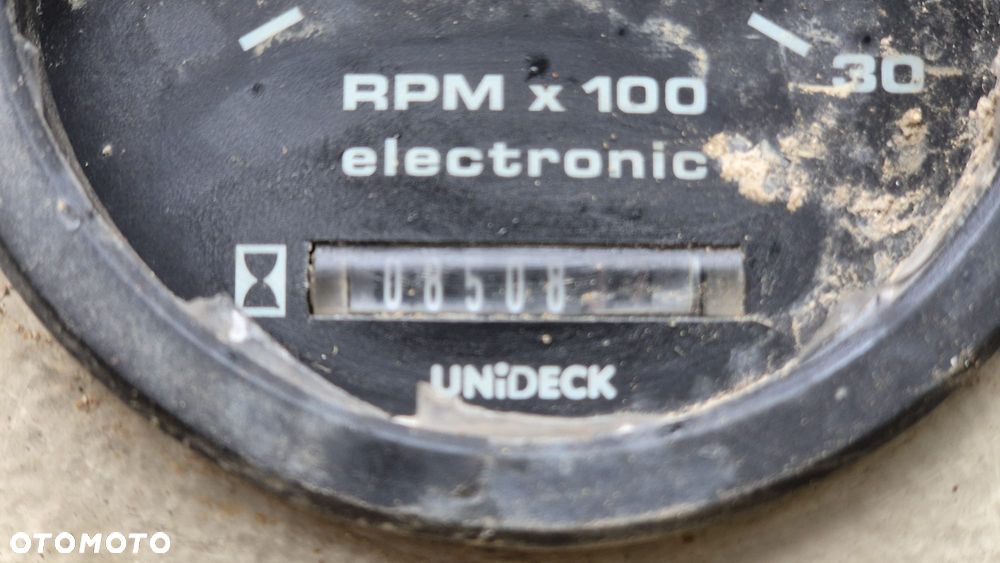 30
RPM x 100
electronic
08508
UNiDECK
OTOMOTO